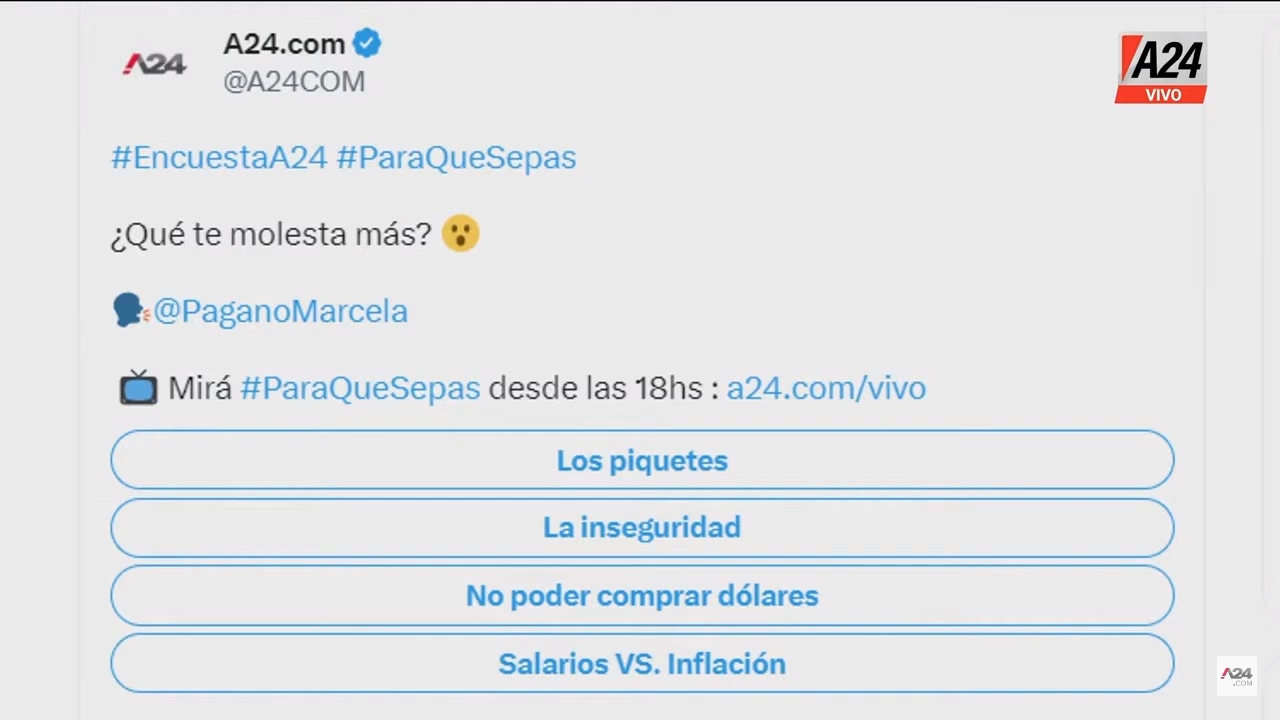 A24
A24.com
@A24COM
A24
VIVO
#EncuestaA24 #ParaQueSepas
¿Qué te molesta más? 😮
🗣️@PaganoMarcela
📺 Mirá #ParaQueSepas desde las 18hs : a24.com/vivo
Los piquetes
La inseguridad
No poder comprar dólares
Salarios VS. Inflación
A24
.COM